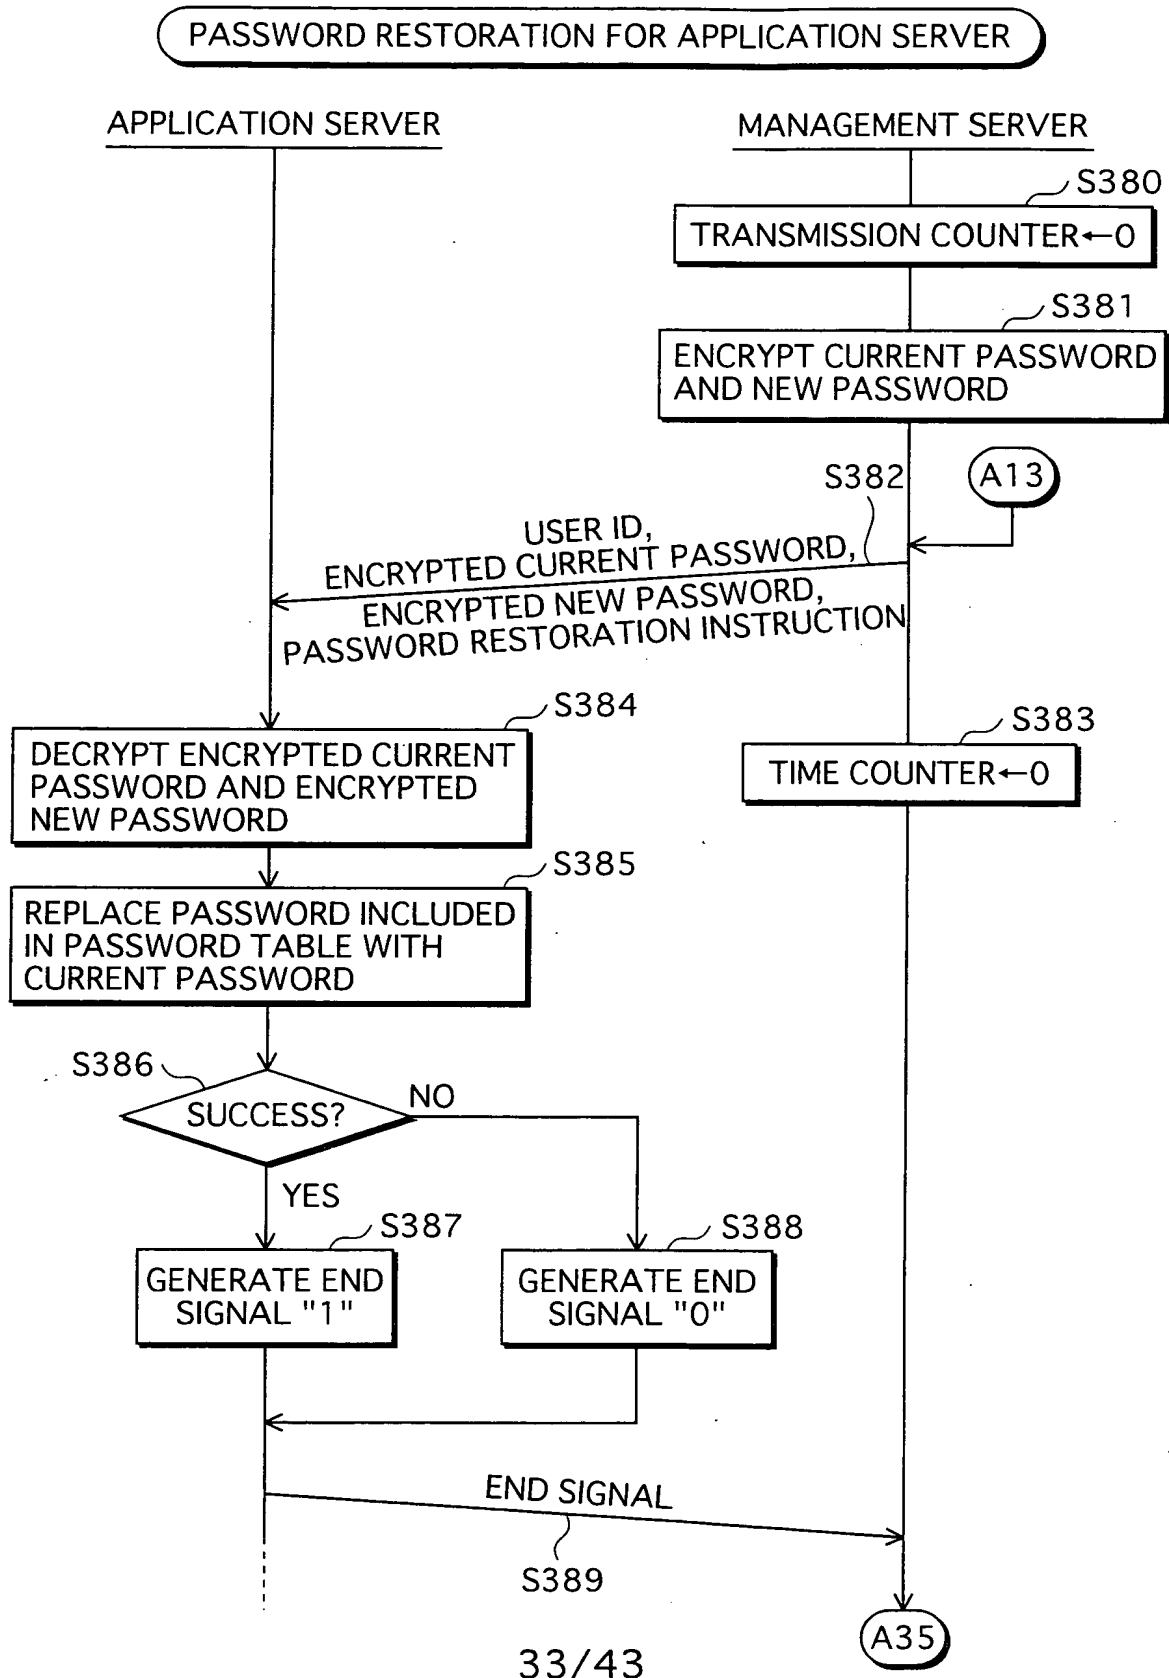 PASSWORD RESTORATION FOR APPLICATION SERVER
APPLICATION SERVER
MANAGEMENT SERVER
S380
TRANSMISSION COUNTER←0
S381
ENCRYPT CURRENT PASSWORD
AND NEW PASSWORD
S382
A13
USER ID,
ENCRYPTED CURRENT PASSWORD,
ENCRYPTED NEW PASSWORD,
PASSWORD RESTORATION INSTRUCTION
S384
DECRYPT ENCRYPTED CURRENT
PASSWORD AND ENCRYPTED
NEW PASSWORD
S383
TIME COUNTER←0
S385
REPLACE PASSWORD INCLUDED
IN PASSWORD TABLE WITH
CURRENT PASSWORD
S386
SUCCESS?
NO
YES
S387
GENERATE END
SIGNAL "1"
S388
GENERATE END
SIGNAL "0"
END SIGNAL
S389
A35
33/43